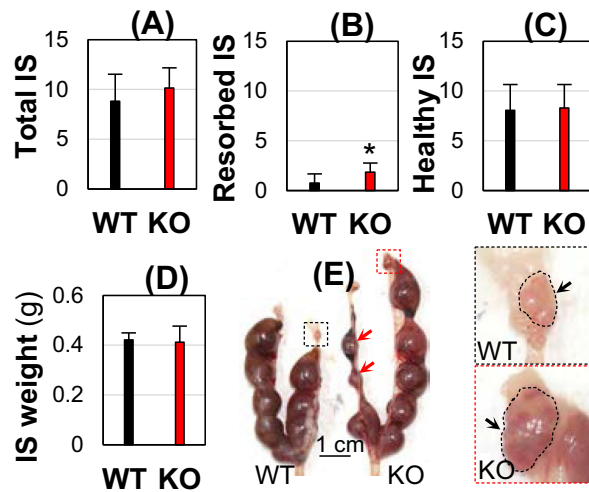 (A)
Total IS
15
10
5
0
WT KO
(B)
Resorbed IS
15
10
5
0
*
WT KO
(C)
Healthy IS
15
10
5
0
WT KO
(D)
IS weight (g)
0.6
0.4
0.2
0
WT KO
(E)
1 cm
WT
KO
WT
KO